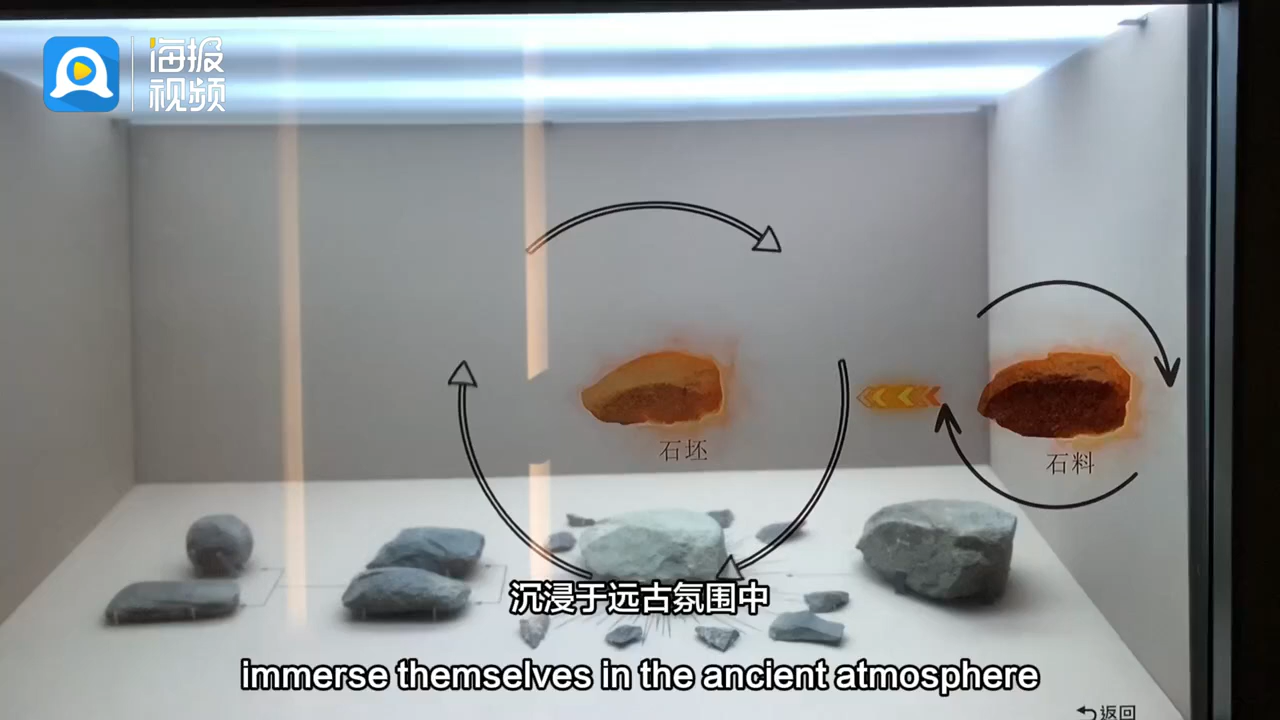 海报
视频
石坯
石料
沉浸于远古氛围中
immerse themselves in the ancient atmosphere
返回